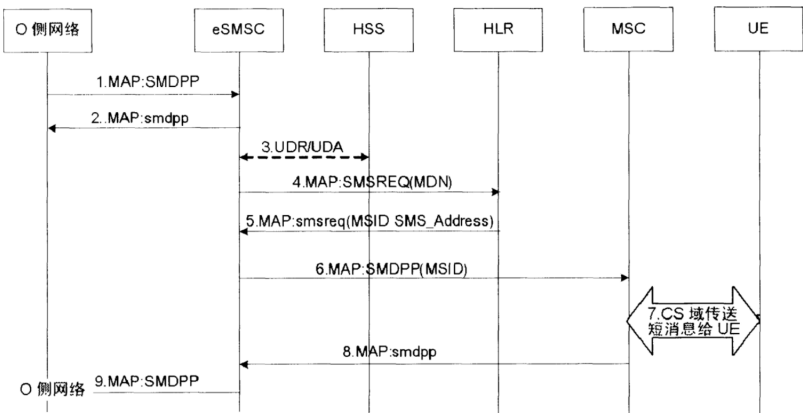 O 侧网络 eSMSC HSS HLR MSC UE
1.MAP:SMDPP
2..MAP:smdpp
3.UDR/UDA
4.MAP:SMSREQ(MDN)
5.MAP:smsreq(MSID SMS_Address)
6.MAP:SMDPP(MSID)
7.CS 域传送
短消息给 UE
8.MAP:smdpp
O 侧网络 9.MAP:SMDPP